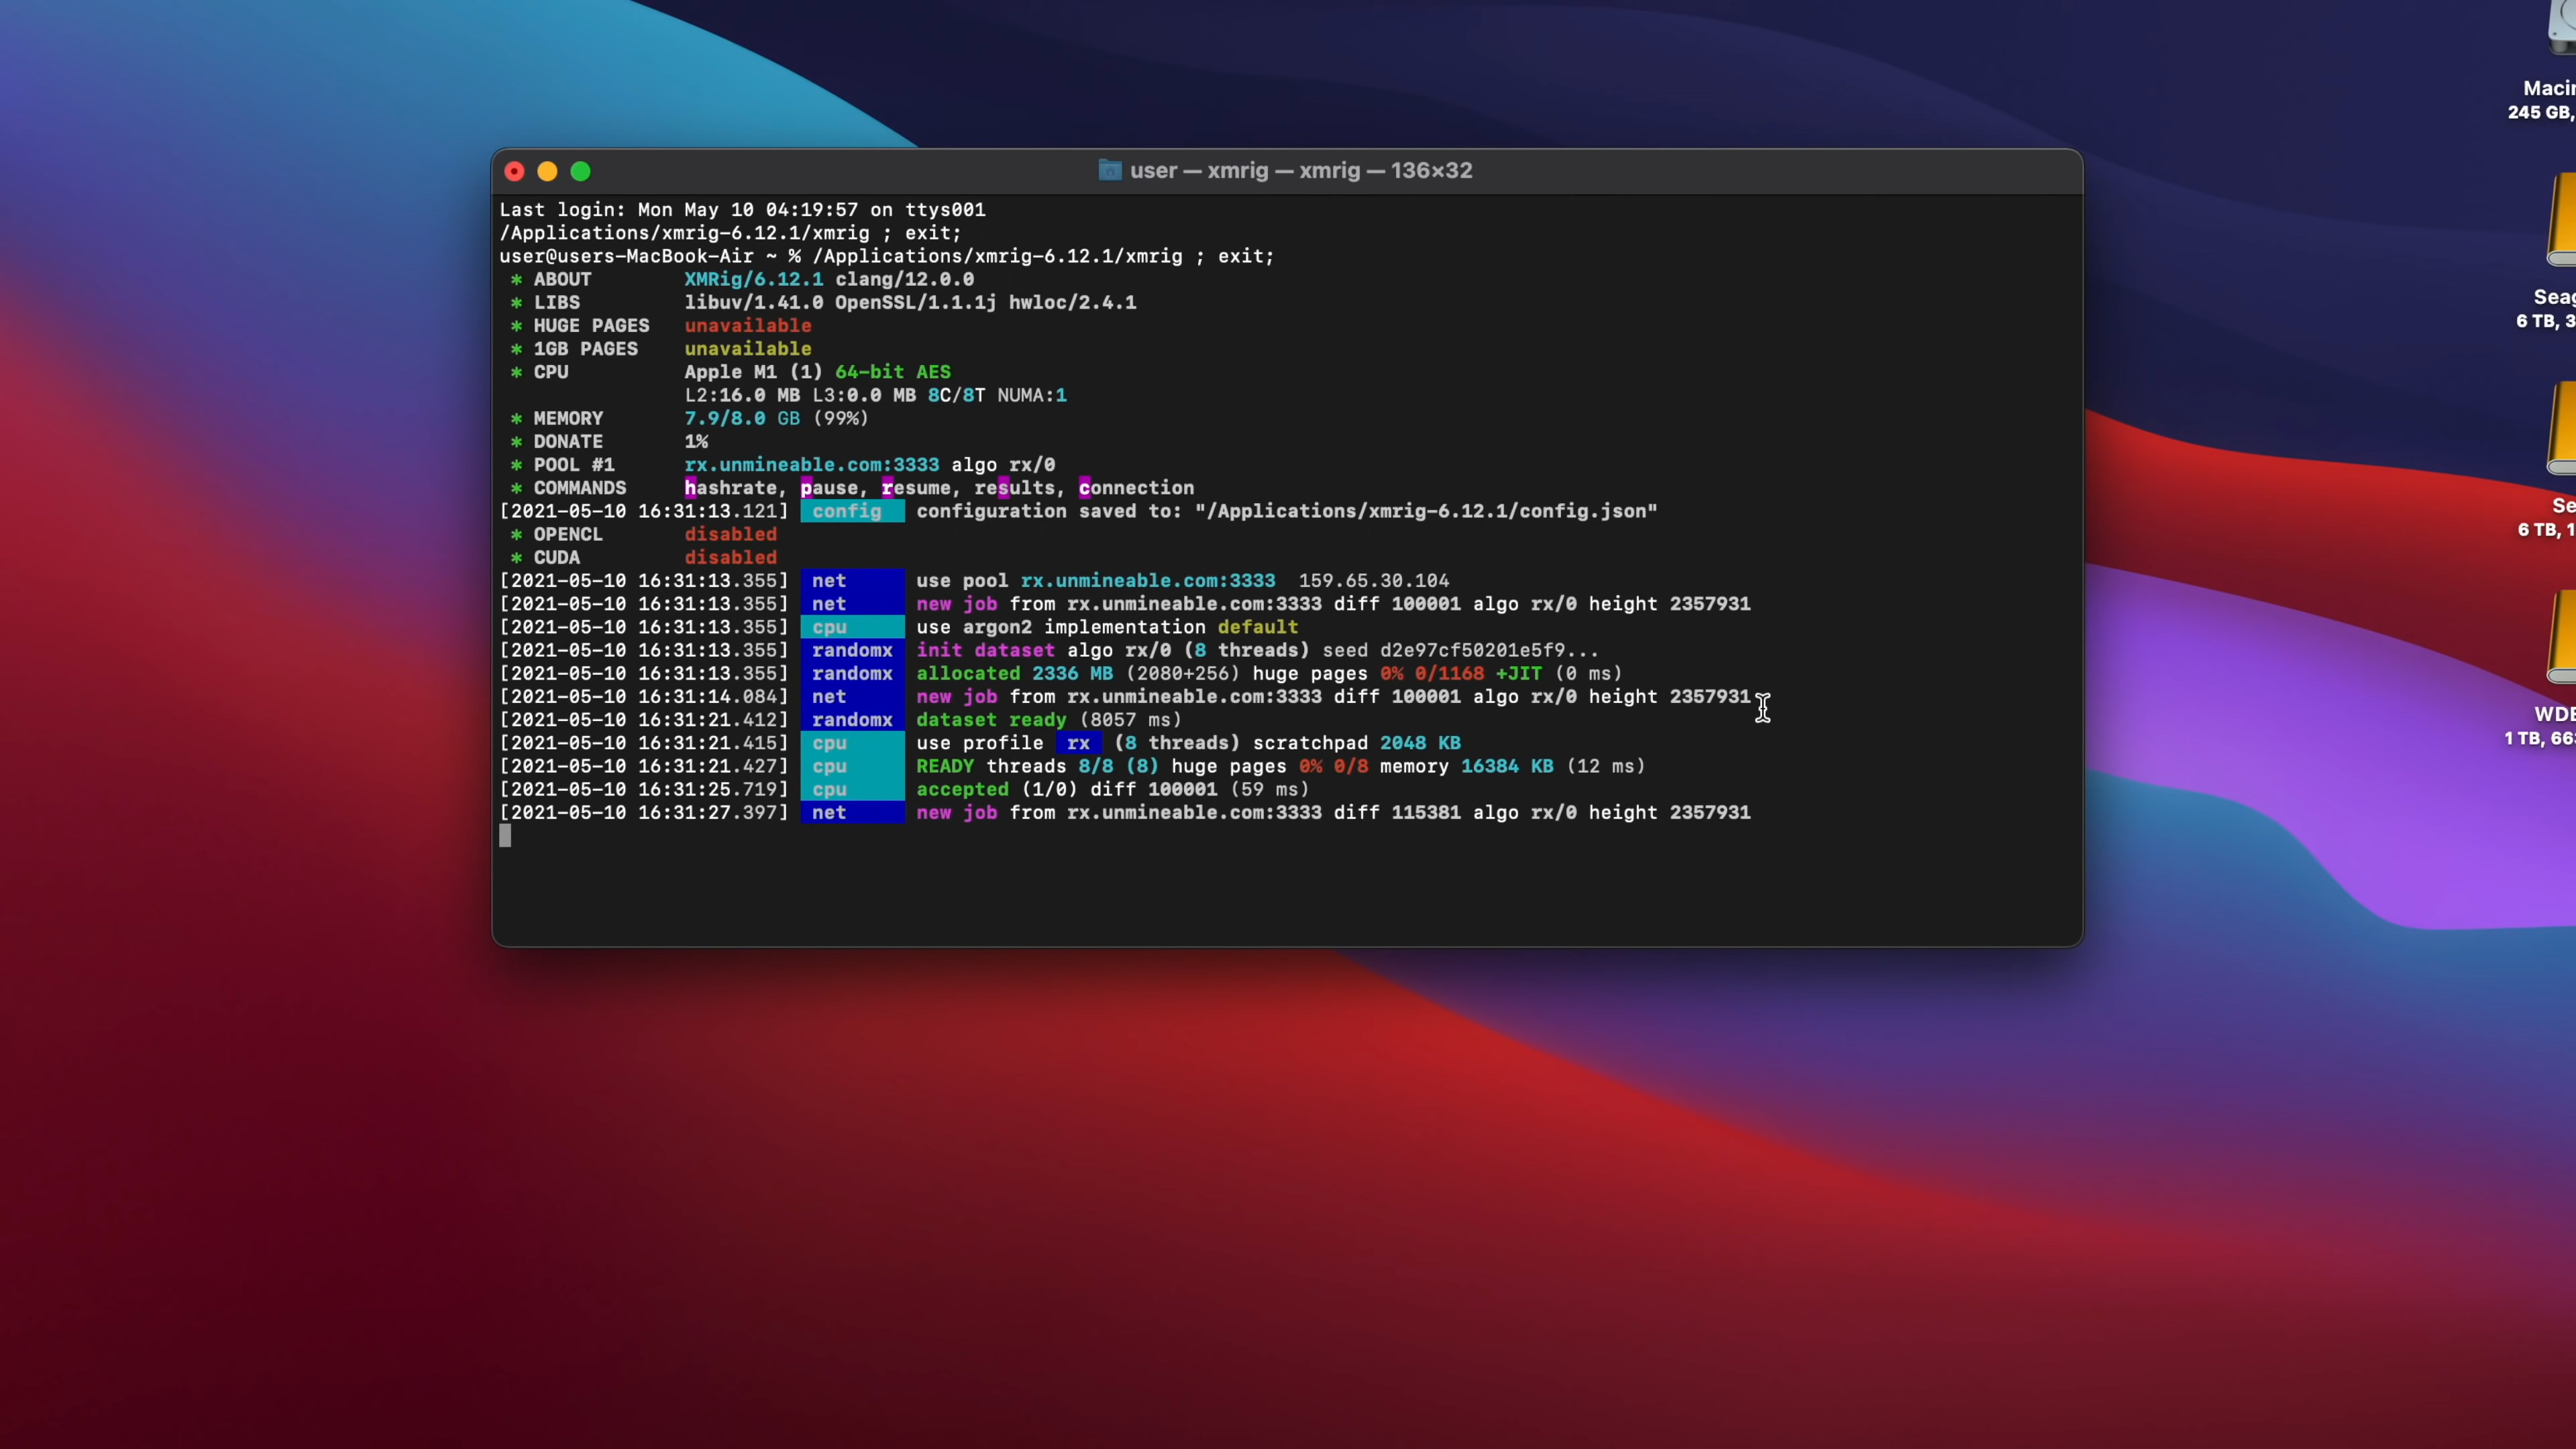 user — xmrig — xmrig — 136×32
Last login: Mon May 10 04:19:57 on ttys001
/Applications/xmrig-6.12.1/xmrig ; exit;
user@users-MacBook-Air ~ % /Applications/xmrig-6.12.1/xmrig ; exit;
* ABOUT XMRig/6.12.1 clang/12.0.0
* LIBS libuv/1.41.0 OpenSSL/1.1.1j hwloc/2.4.1
* HUGE PAGES unavailable
* 1GB PAGES unavailable
* CPU Apple M1 (1) 64-bit AES
L2:16.0 MB L3:0.0 MB 8C/8T NUMA:1
* MEMORY 7.9/8.0 GB (99%)
* DONATE 1%
* POOL #1 rx.unmineable.com:3333 algo rx/0
* COMMANDS hashrate, pause, resume, results, connection
[2021-05-10 16:31:13.121] config configuration saved to: "/Applications/xmrig-6.12.1/config.json"
* OPENCL disabled
* CUDA disabled
[2021-05-10 16:31:13.355] net use pool rx.unmineable.com:3333 159.65.30.104
[2021-05-10 16:31:13.355] net new job from rx.unmineable.com:3333 diff 100001 algo rx/0 height 2357931
[2021-05-10 16:31:13.355] cpu use argon2 implementation default
[2021-05-10 16:31:13.355] randomx init dataset algo rx/0 (8 threads) seed d2e97cf50201e5f9...
[2021-05-10 16:31:13.355] randomx allocated 2336 MB (2080+256) huge pages 0% 0/1168 +JIT (0 ms)
[2021-05-10 16:31:14.084] net new job from rx.unmineable.com:3333 diff 100001 algo rx/0 height 2357931
[2021-05-10 16:31:21.412] randomx dataset ready (8057 ms)
[2021-05-10 16:31:21.415] cpu use profile rx (8 threads) scratchpad 2048 KB
[2021-05-10 16:31:21.427] cpu READY threads 8/8 (8) huge pages 0% 0/8 memory 16384 KB (12 ms)
[2021-05-10 16:31:25.719] cpu accepted (1/0) diff 100001 (59 ms)
[2021-05-10 16:31:27.397] net new job from rx.unmineable.com:3333 diff 115381 algo rx/0 height 2357931
245 GB,
6 TB,
6 TB,
1 TB,